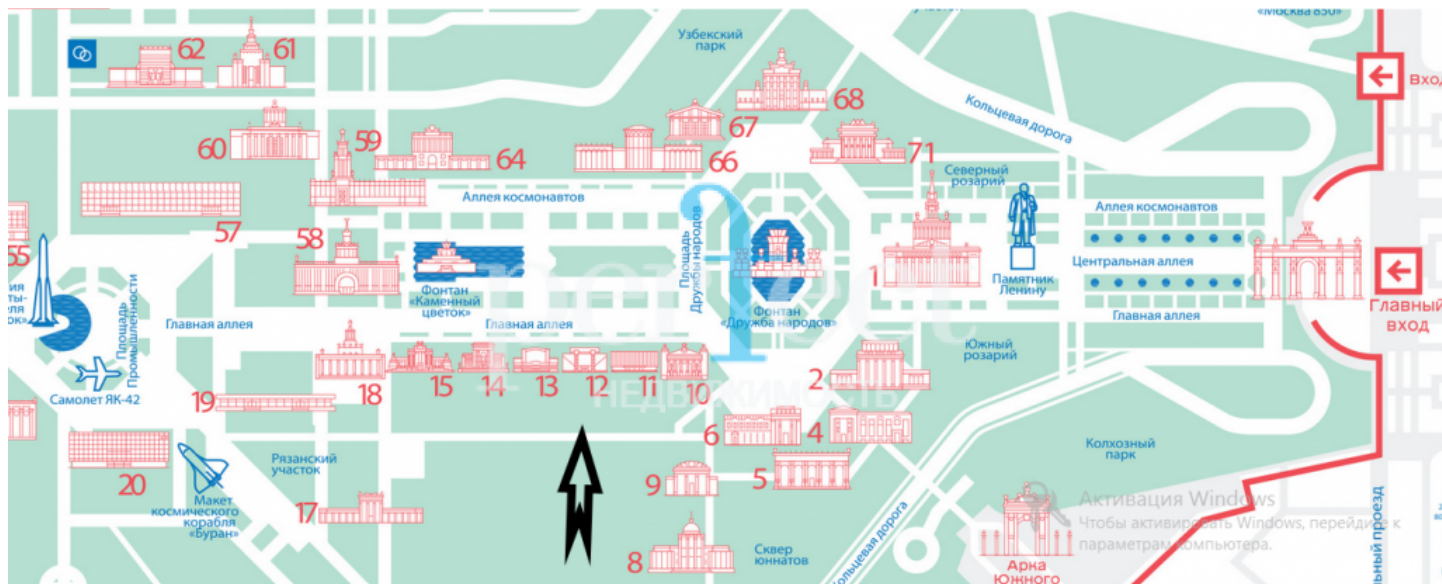 «Москва 850»
62
61
Узбекский
парк
68
ВХОД
67
Кольцевая дорога
60
59
64
66
71
Северный
розарий
Аллея космонавтов
Аллея космонавтов
57
55
58
Площадь
Дружбы народов
1
Памятник
Ленину
Центральная аллея
Главный
вход
Фонтан
«Каменный
цветок»
Фонтан
«Дружба народов»
Главная аллея
Площадь
Промышленности
Главная аллея
Главная аллея
Южный
розарий
perfect
НЕДВИЖИМОСТЬ
18
15
14
13
12
11
10
2
Самолет ЯК-42
19
6
4
Колхозный
парк
20
Рязанский
участок
9
5
Макет
космического
корабля
«Буран»
17
8
Сквер
юннатов
Кольцевая дорога
Активация Windows
Чтобы активировать Windows, перейдите к
параметрам компьютера.
Арка
Южного